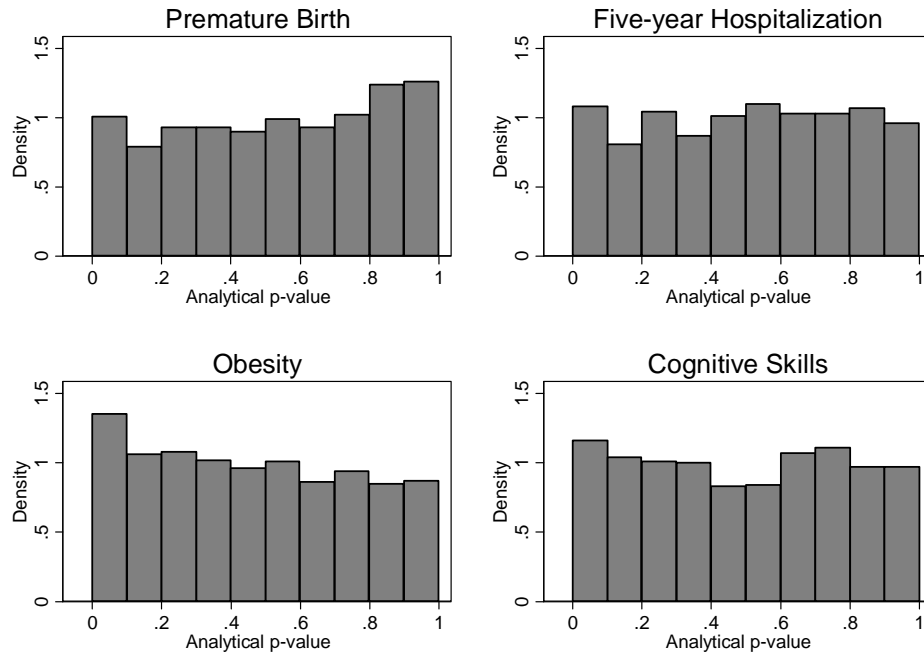 Premature Birth
1.5
1
.5
0
Density
0 .2 .4 .6 .8 1
Analytical p-value
Five-year Hospitalization
1.5
1
.5
0
Density
0 .2 .4 .6 .8 1
Analytical p-value
Obesity
1.5
1
.5
0
Density
0 .2 .4 .6 .8 1
Analytical p-value
Cognitive Skills
1.5
1
.5
0
Density
0 .2 .4 .6 .8 1
Analytical p-value